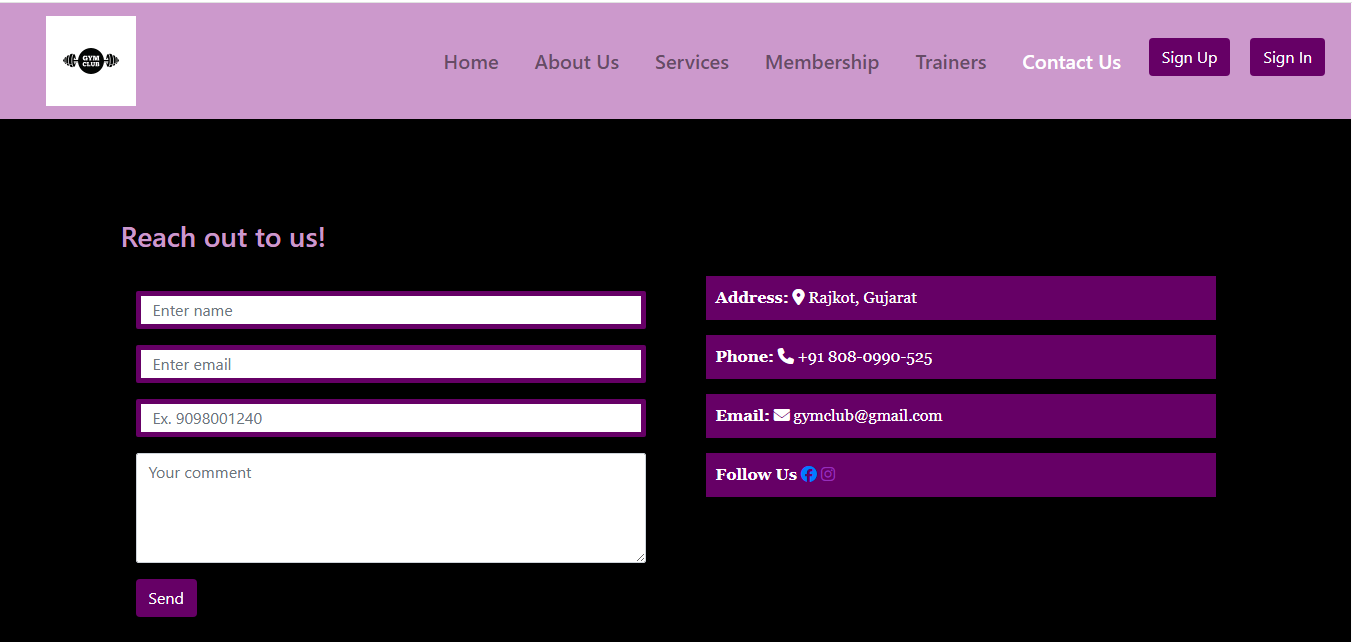 GYM
CLUB
Home About Us Services Membership Trainers Contact Us Sign Up Sign In
Reach out to us!
Enter name
Enter email
Ex. 9098001240
Your comment
Send
Address: Rajkot, Gujarat
Phone: +91 808-0990-525
Email: gymclub@gmail.com
Follow Us